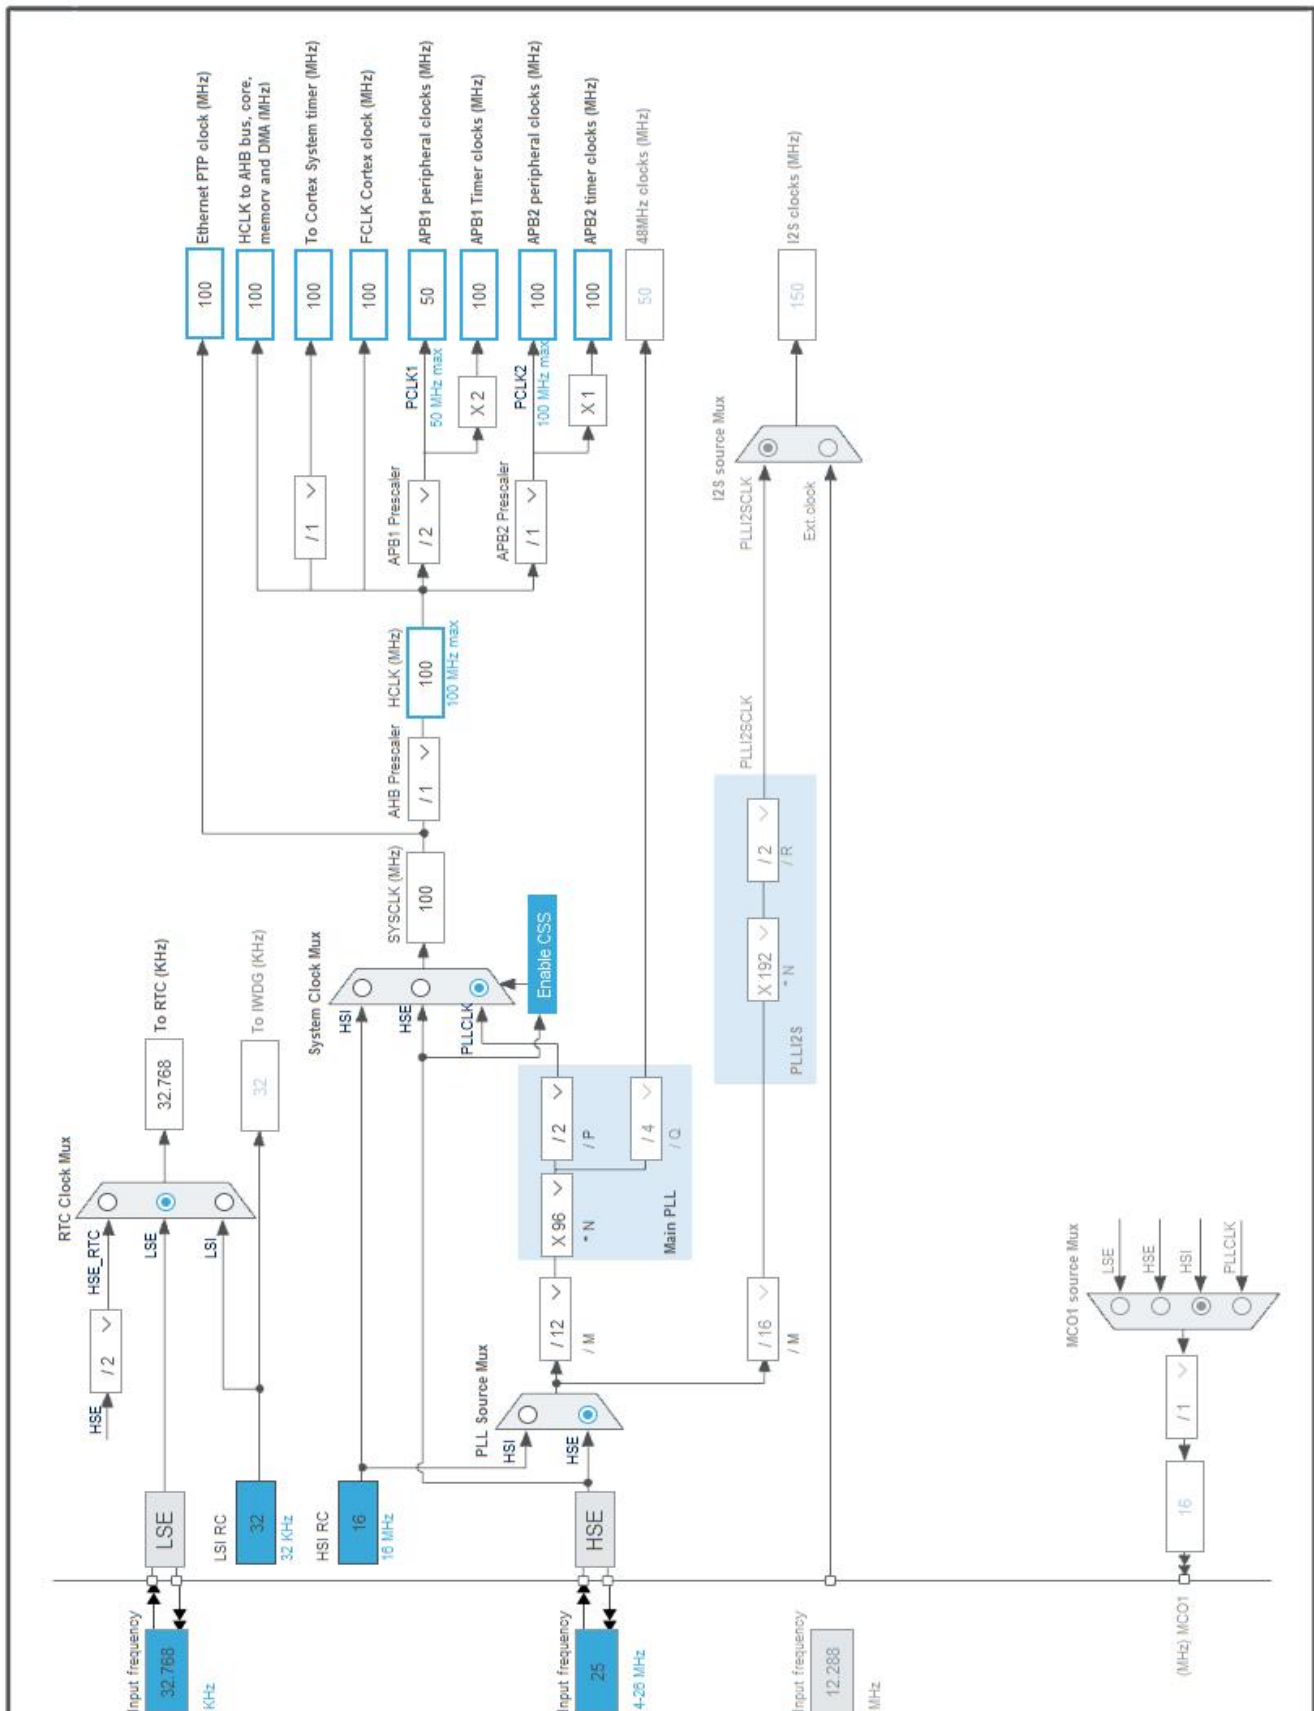 RTC Clock Mux
HSE
/ 2
HSE_RTC
Input frequency
32.768
KHz
LSE
LSE
32.768
To RTC (KHz)
LSI RC
32
32 KHz
LSI
32
To IWDG (KHz)
HSI RC
16
16 MHz
System Clock Mux
HSI
HSE
PLLCLK
Enable CSS
SYSCLK (MHz)
100
AHB Prescaler
/ 1
HCLK (MHz)
100
100 MHz max
100
Ethernet PTP clock (MHz)
100
HCLK to AHB bus, core,
memory and DMA (MHz)
/ 1
100
To Cortex System timer (MHz)
100
FCLK Cortex clock (MHz)
APB1 Prescaler
/ 2
PCLK1
50 MHz max
50
APB1 peripheral clocks (MHz)
X 2
100
APB1 Timer clocks (MHz)
APB2 Prescaler
/ 1
PCLK2
100 MHz max
100
APB2 peripheral clocks (MHz)
X 1
100
APB2 timer clocks (MHz)
50
48MHz clocks (MHz)
PLL Source Mux
HSI
HSE
Input frequency
25
4-26 MHz
HSE
/ 12
/ M
X 96
* N
/ 2
/ P
/ 4
/ Q
Main PLL
/ 16
/ M
X 192
* N
/ 2
/ R
PLLI2S
PLLI2SCLK
I2S source Mux
PLLI2SCLK
Ext.clock
150
I2S clocks (MHz)
Input frequency
12.288
MHz
MCO1 source Mux
LSE
HSE
HSI
PLLCLK
/ 1
16
(MHz) MCO1